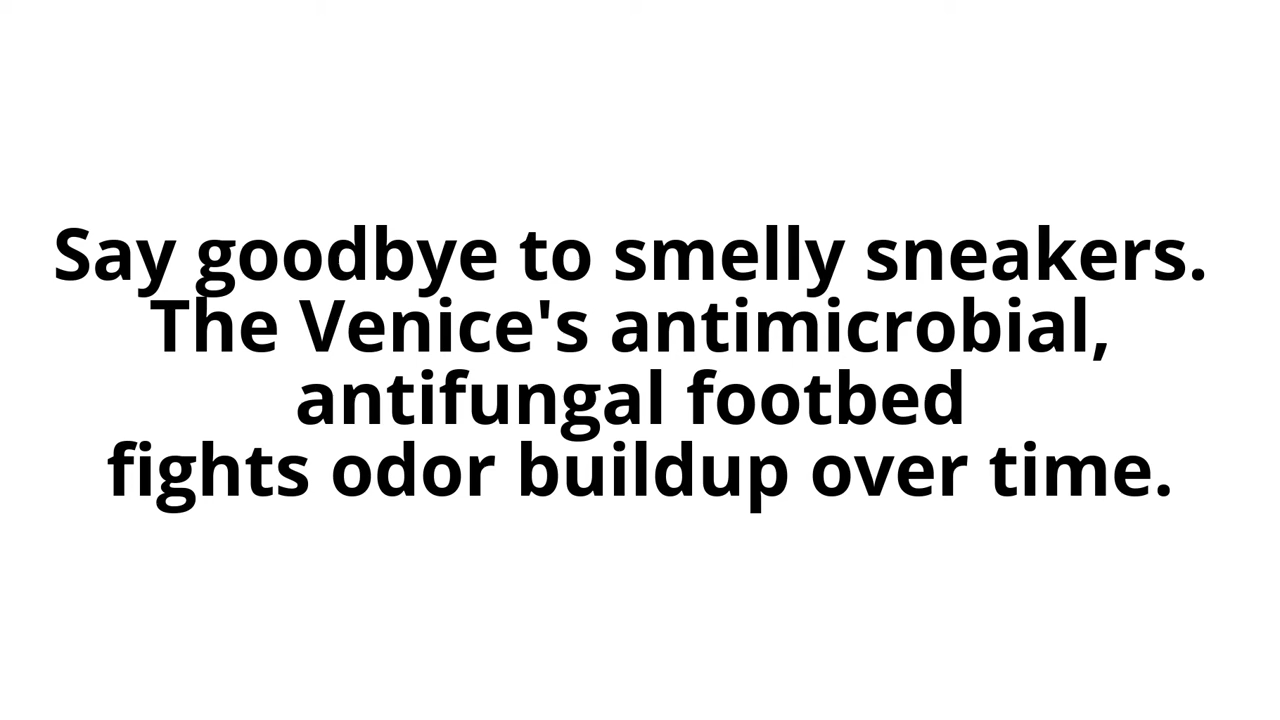 Say goodbye to smelly sneakers.
The Venice's antimicrobial,
antifungal footbed
fights odor buildup over time.